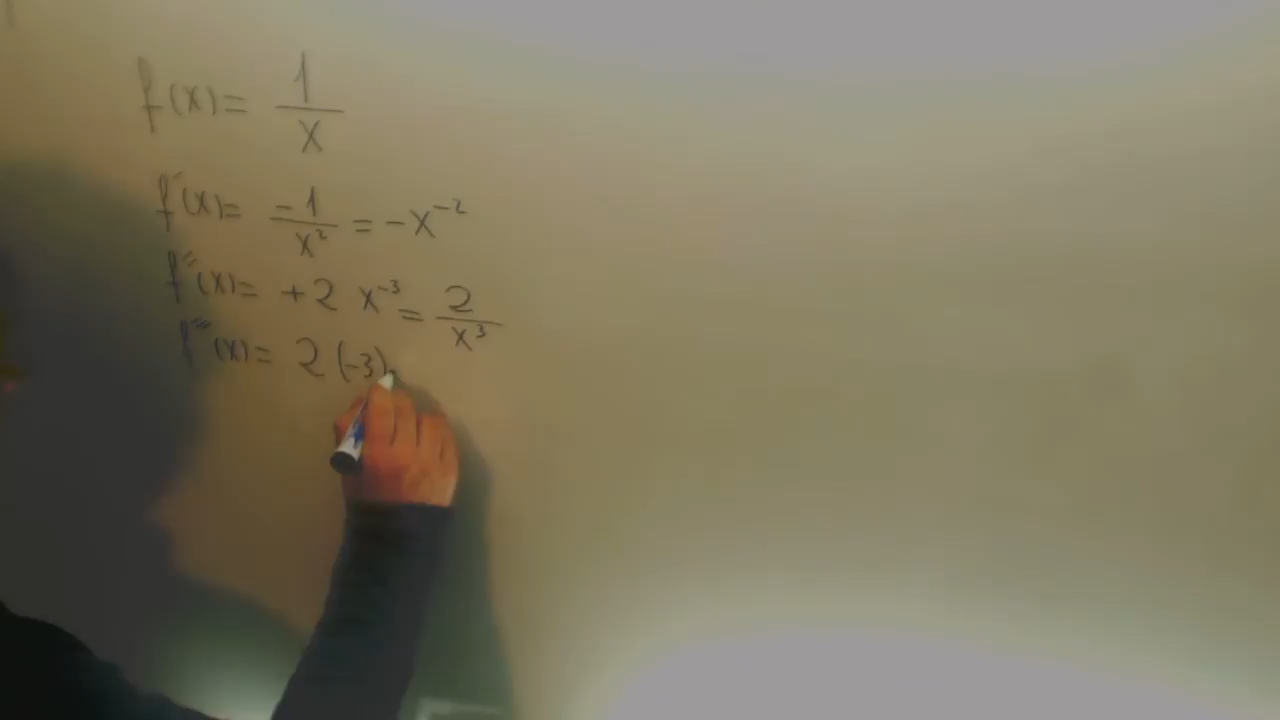 f(x) = 1/x
f'(x) = -1/x² = -x⁻²
f''(x) = +2 x⁻³ = 2/x³
f'''(x) = 2 (-3)